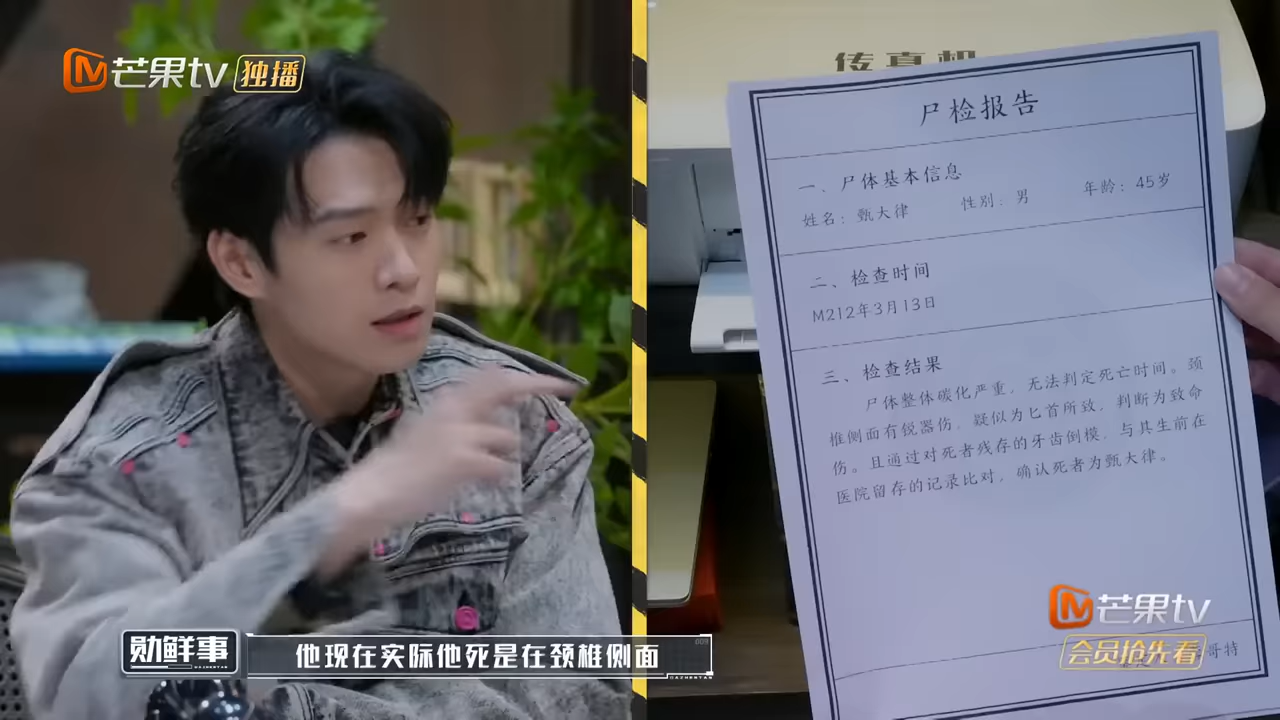 芒果tv 独播
传真机
尸检报告
一、尸体基本信息
姓名：甄大律 性别：男 年龄：45岁
二、检查时间
M212年3月13日
三、检查结果
尸体整体碳化严重，无法判定死亡时间。颈
椎侧面有锐器伤，疑似为匕首所致，判断为致命
伤。且通过对死者残存的牙齿倒模，与其生前在
医院留存的记录比对，确认死者为甄大律。
芒果tv
会员抢先看
哥特
勋鲜事
他现在实际他死是在颈椎侧面